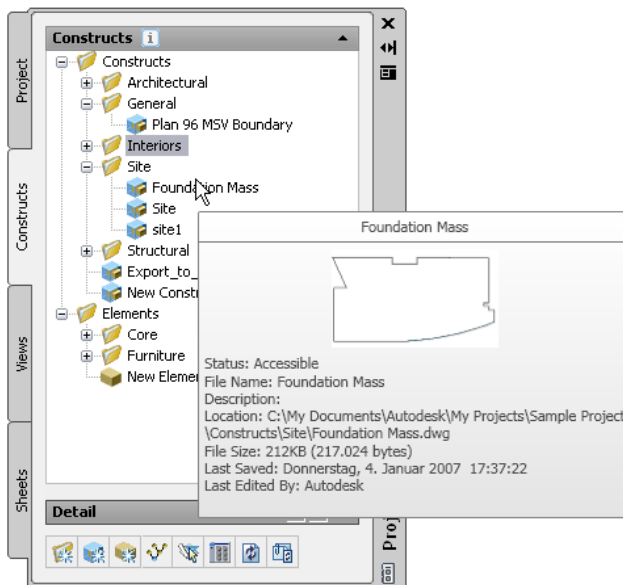 Constructs
Constructs
Architectural
General
Plan 96 MSV Boundary
Interiors
Site
Foundation Mass
Site
site1
Structural
Export_to_
New Constr
Elements
Core
Furniture
New Elemen
Foundation Mass
Status: Accessible
File Name: Foundation Mass
Description:
Location: C:\My Documents\Autodesk\My Projects\Sample Project
\Constructs\Site\Foundation Mass.dwg
File Size: 212KB (217.024 bytes)
Last Saved: Donnerstag, 4. Januar 2007 17:37:22
Last Edited By: Autodesk
Detail
Project
Constructs
Views
Sheets
Proj